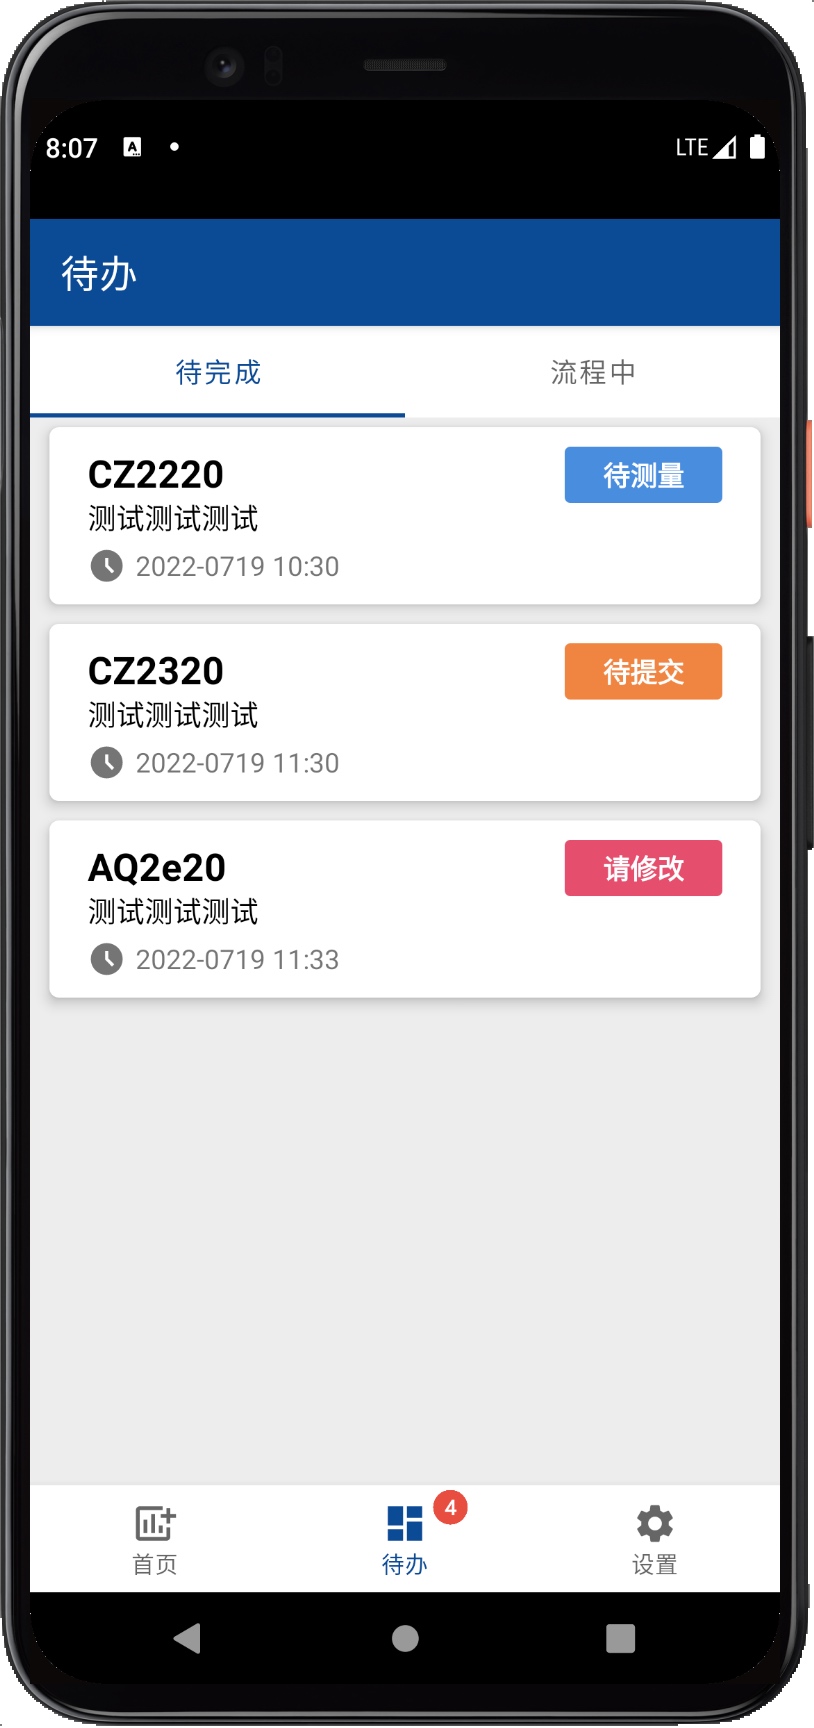 8:07 A LTE
待办
待完成 流程中
CZ2220 待测量
测试测试测试
2022-0719 10:30
CZ2320 待提交
测试测试测试
2022-0719 11:30
AQ2e20 请修改
测试测试测试
2022-0719 11:33
4
首页 待办 设置